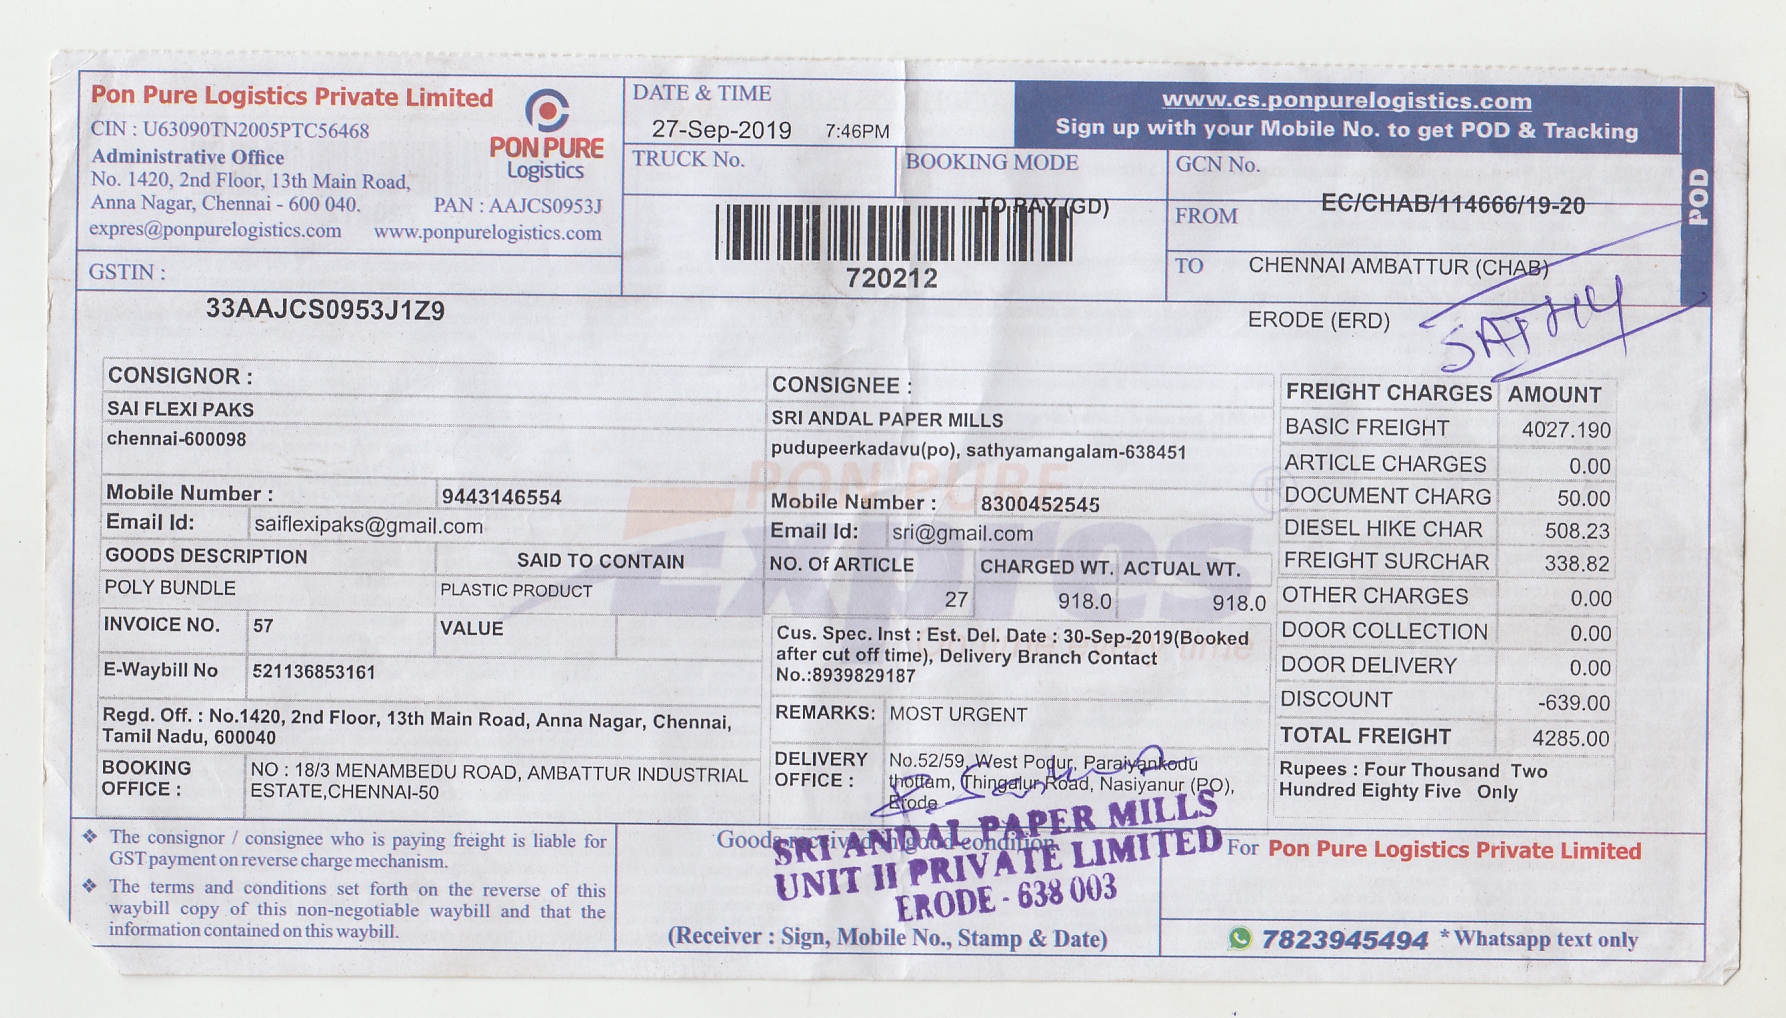 Pon Pure Logistics Private Limited
CIN : U63090TN2005PTC56468
Administrative Office
No. 1420, 2nd Floor, 13th Main Road,
Anna Nagar, Chennai - 600 040. PAN : AAJCS0953J
expres@ponpurelogistics.com www.ponpurelogistics.com
PON PURE
Logistics
GSTIN :
33AAJCS0953J1Z9
DATE & TIME
27-Sep-2019 7:46PM
TRUCK No.
BOOKING MODE
TO PAY (GD)
720212
www.cs.ponpurelogistics.com
Sign up with your Mobile No. to get POD & Tracking
POD
GCN No.
EC/CHAB/114666/19-20
FROM
TO CHENNAI AMBATTUR (CHAB)
ERODE (ERD)
SATHY
CONSIGNOR :
SAI FLEXI PAKS
chennai-600098
Mobile Number : 9443146554
Email Id: saiflexipaks@gmail.com
GOODS DESCRIPTION SAID TO CONTAIN
POLY BUNDLE PLASTIC PRODUCT
INVOICE NO. 57 VALUE
E-Waybill No 521136853161
Regd. Off. : No.1420, 2nd Floor, 13th Main Road, Anna Nagar, Chennai,
Tamil Nadu, 600040
BOOKING OFFICE : NO : 18/3 MENAMBEDU ROAD, AMBATTUR INDUSTRIAL
ESTATE,CHENNAI-50
CONSIGNEE :
SRI ANDAL PAPER MILLS
pudupeerkadavu(po), sathyamangalam-638451
PON PURE
Expres
Mobile Number : 8300452545
Email Id: sri@gmail.com
NO. Of ARTICLE CHARGED WT. ACTUAL WT.
27 918.0 918.0
Cus. Spec. Inst : Est. Del. Date : 30-Sep-2019(Booked
after cut off time), Delivery Branch Contact
No.:8939829187
REMARKS: MOST URGENT
DELIVERY OFFICE : No.52/59, West Podur, Paraiyankodu
thottam, Thingalur Road, Nasiyanur (PO),
Erode
FREIGHT CHARGES AMOUNT
BASIC FREIGHT 4027.190
ARTICLE CHARGES 0.00
DOCUMENT CHARG 50.00
DIESEL HIKE CHAR 508.23
FREIGHT SURCHAR 338.82
OTHER CHARGES 0.00
DOOR COLLECTION 0.00
DOOR DELIVERY 0.00
DISCOUNT -639.00
TOTAL FREIGHT 4285.00
Rupees : Four Thousand Two
Hundred Eighty Five Only
❖ The consignor / consignee who is paying freight is liable for
GST payment on reverse charge mechanism.
❖ The terms and conditions set forth on the reverse of this
waybill copy of this non-negotiable waybill and that the
information contained on this waybill.
Goods received in good condition
SRI ANDAL PAPER MILLS
UNIT II PRIVATE LIMITED
ERODE - 638 003
(Receiver : Sign, Mobile No., Stamp & Date)
For Pon Pure Logistics Private Limited
7823945494 * Whatsapp text only